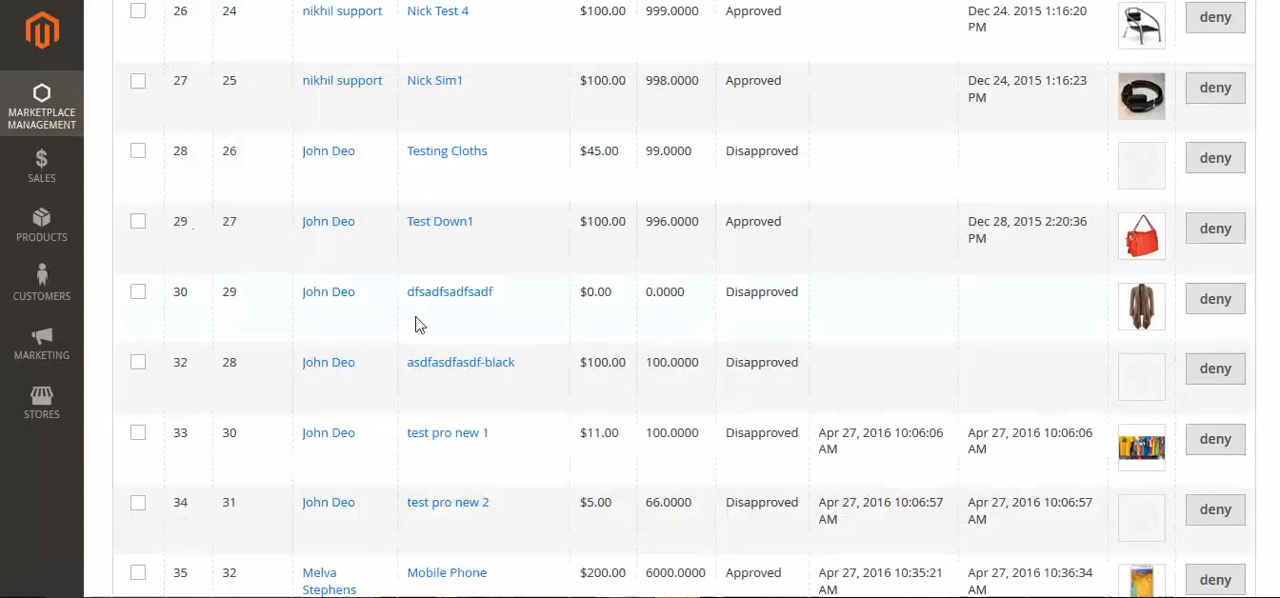 26 24 nikhil support Nick Test 4 $100.00 999.0000 Approved Dec 24, 2015 1:16:20 PM deny
27 25 nikhil support Nick Sim1 $100.00 998.0000 Approved Dec 24, 2015 1:16:23 PM deny
MARKETPLACE MANAGEMENT
28 26 John Deo Testing Cloths $45.00 99.0000 Disapproved deny
SALES
29 27 John Deo Test Down1 $100.00 996.0000 Approved Dec 28, 2015 2:20:36 PM deny
PRODUCTS
30 29 John Deo dfsadfsadfsadf $0.00 0.0000 Disapproved deny
CUSTOMERS
32 28 John Deo asdfasdfasdf-black $100.00 100.0000 Disapproved deny
MARKETING
33 30 John Deo test pro new 1 $11.00 100.0000 Disapproved Apr 27, 2016 10:06:06 AM Apr 27, 2016 10:06:06 AM deny
STORES
34 31 John Deo test pro new 2 $5.00 66.0000 Disapproved Apr 27, 2016 10:06:57 AM Apr 27, 2016 10:06:57 AM deny
35 32 Melva Stephens Mobile Phone $200.00 6000.0000 Approved Apr 27, 2016 10:35:21 AM Apr 27, 2016 10:36:34 AM deny